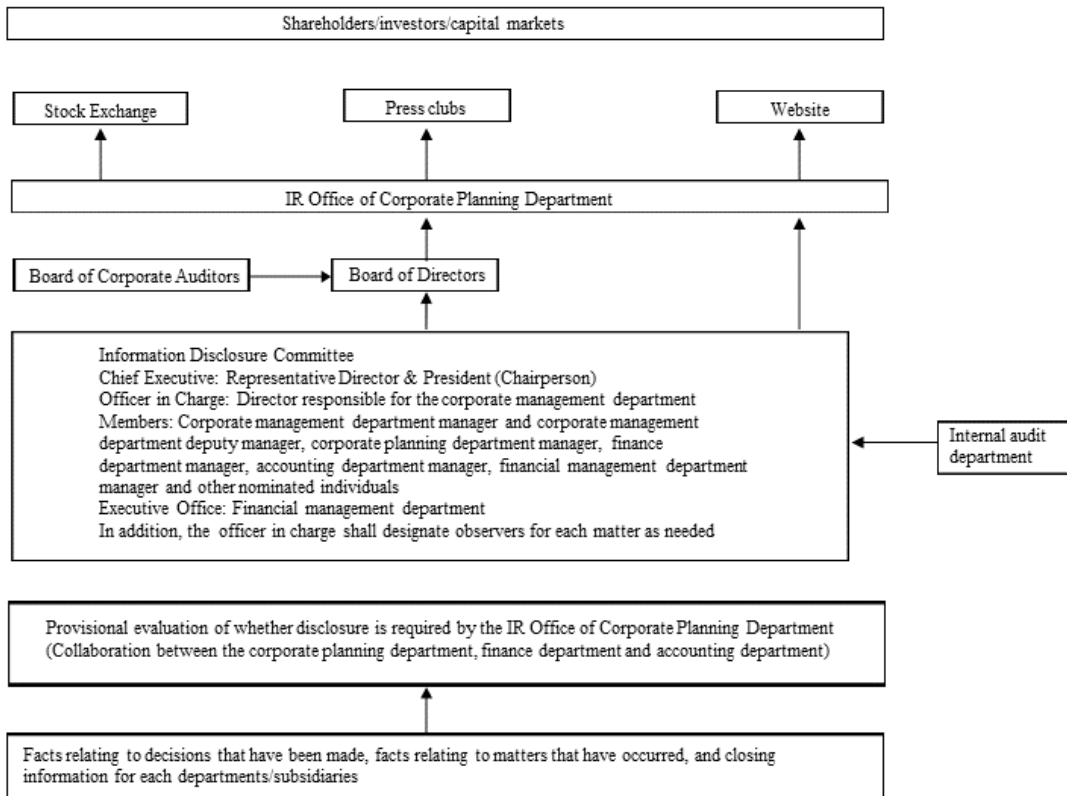 Shareholders/investors/capital markets
Stock Exchange
Press clubs
Website
IR Office of Corporate Planning Department
Board of Corporate Auditors
Board of Directors
Information Disclosure Committee
Chief Executive: Representative Director & President (Chairperson)
Officer in Charge: Director responsible for the corporate management department
Members: Corporate management department manager and corporate management
department deputy manager, corporate planning department manager, finance
department manager, accounting department manager, financial management department
manager and other nominated individuals
Executive Office: Financial management department
In addition, the officer in charge shall designate observers for each matter as needed
Internal audit
department
Provisional evaluation of whether disclosure is required by the IR Office of Corporate Planning Department
(Collaboration between the corporate planning department, finance department and accounting department)
Facts relating to decisions that have been made, facts relating to matters that have occurred, and closing
information for each departments/subsidiaries